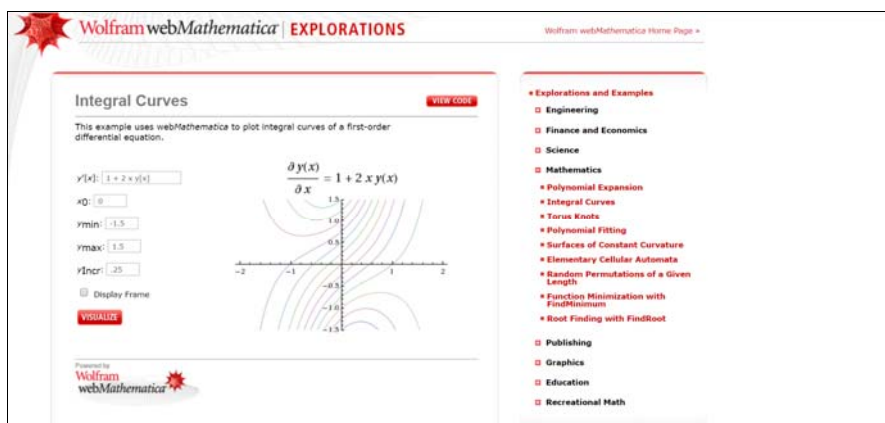 Wolfram webMathematica | EXPLORATIONS
Wolfram webMathematica Home Page »
Integral Curves
VIEW CODE
This example uses webMathematica to plot integral curves of a first-order
differential equation.
y'[x]: 1 + 2 x y[x]
x0: 0
ymin: -1.5
ymax: 1.5
yIncr: .25
Display Frame
VISUALIZE
∂ y(x)
∂ x
= 1 + 2 x y(x)
1.5
1.0
0.5
-2 -1 1 2
-0.5
-1.0
-1.5
Powered by
Wolfram
webMathematica
Explorations and Examples
Engineering
Finance and Economics
Science
Mathematics
Polynomial Expansion
Integral Curves
Torus Knots
Polynomial Fitting
Surfaces of Constant Curvature
Elementary Cellular Automata
Random Permutations of a Given
Length
Function Minimization with
FindMinimum
Root Finding with FindRoot
Publishing
Graphics
Education
Recreational Math